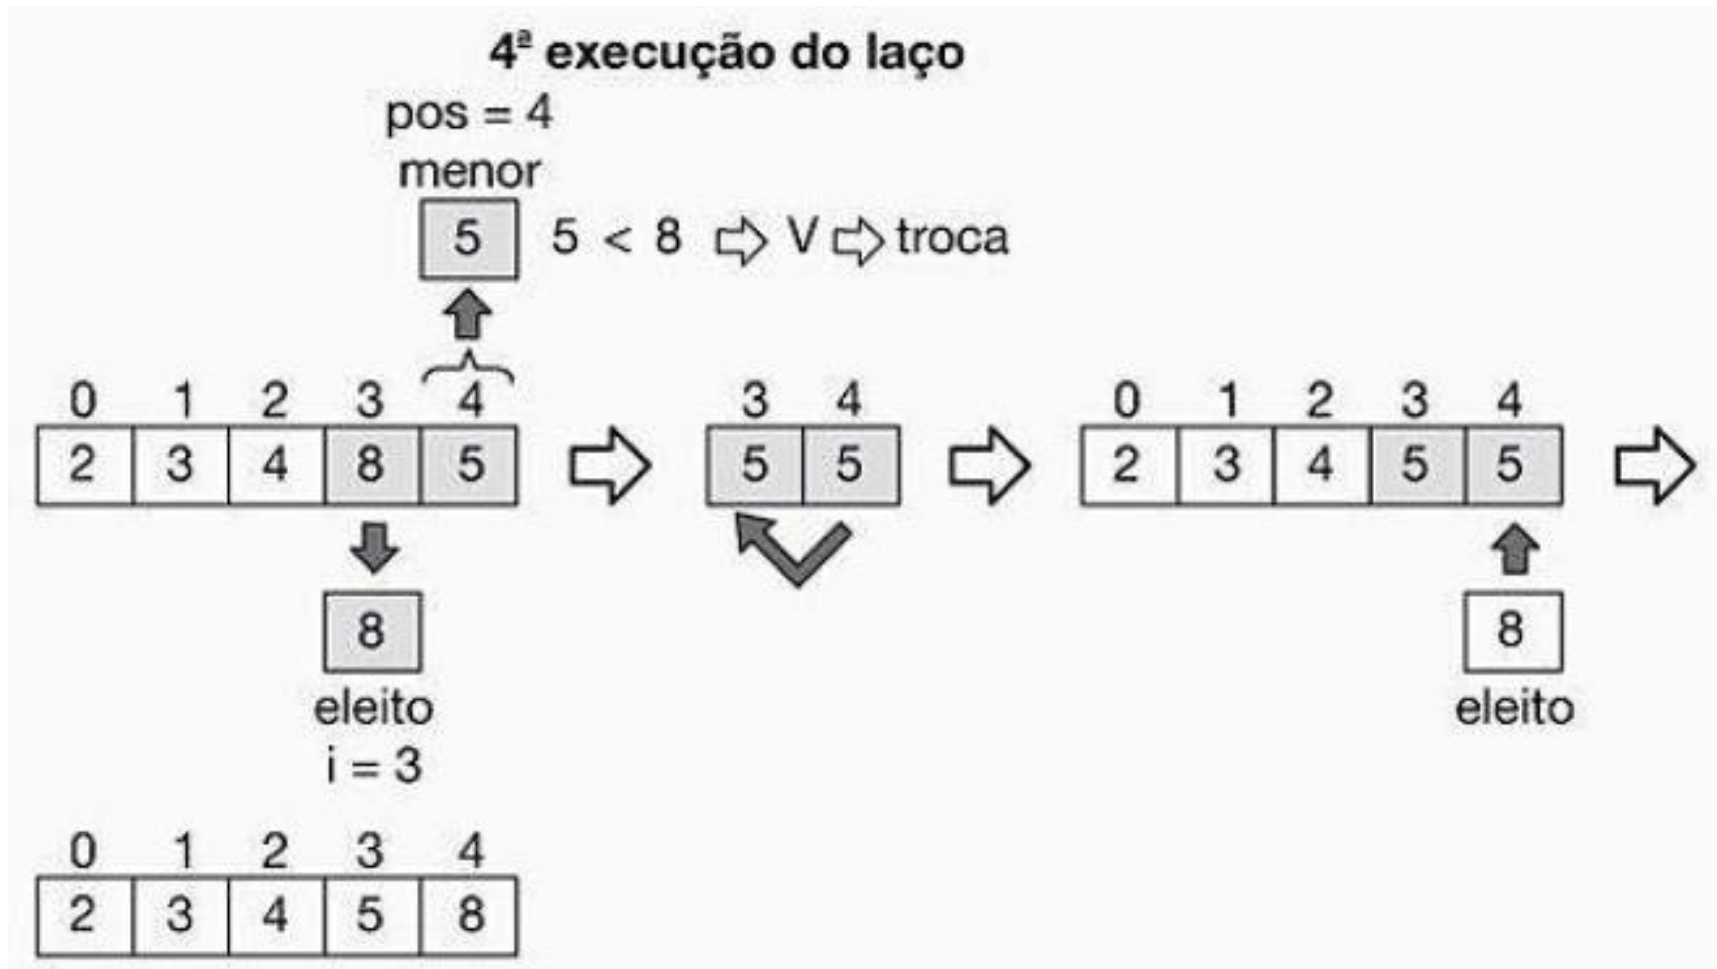 4ª execução do laço
pos = 4
menor
5 5 < 8 ⇨ V ⇨ troca
0 1 2 3 4 3 4 0 1 2 3 4
2 3 4 8 5 5 5 2 3 4 5 5
8 8
eleito eleito
i = 3
0 1 2 3 4
2 3 4 5 8